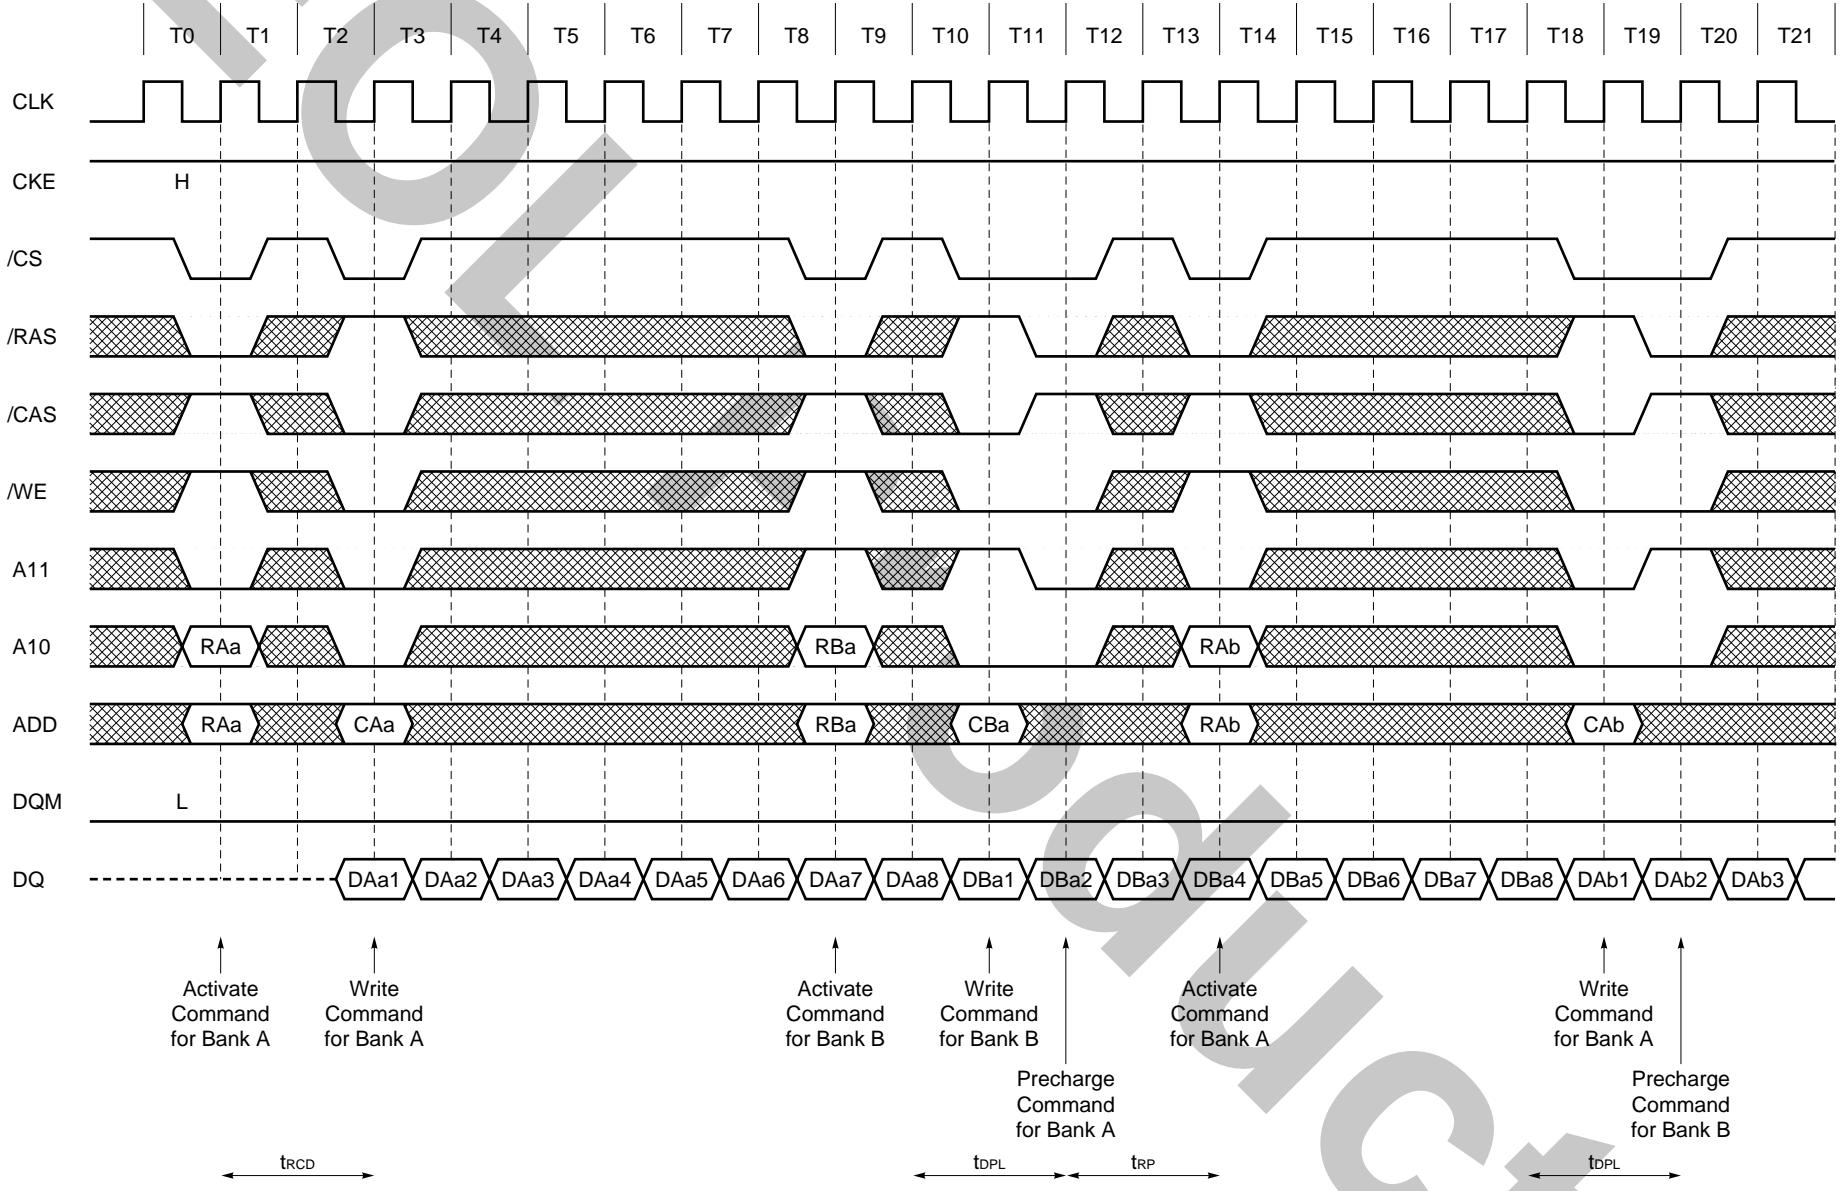 T0 T1 T2 T3 T4 T5 T6 T7 T8 T9 T10 T11 T12 T13 T14 T15 T16 T17 T18 T19 T20 T21
CLK
CKE H
/CS
/RAS
/CAS
/WE
A11
A10 RAa RBa RAb
ADD RAa CAa RBa CBa RAb CAb
DQM L
DQ DAa1 DAa2 DAa3 DAa4 DAa5 DAa6 DAa7 DAa8 DBa1 DBa2 DBa3 DBa4 DBa5 DBa6 DBa7 DBa8 DAb1 DAb2 DAb3
Activate
Command
for Bank A
Write
Command
for Bank A
Activate
Command
for Bank B
Write
Command
for Bank B
Precharge
Command
for Bank A
Activate
Command
for Bank A
Write
Command
for Bank A
Precharge
Command
for Bank B
tRCD tDPL tRP tDPL